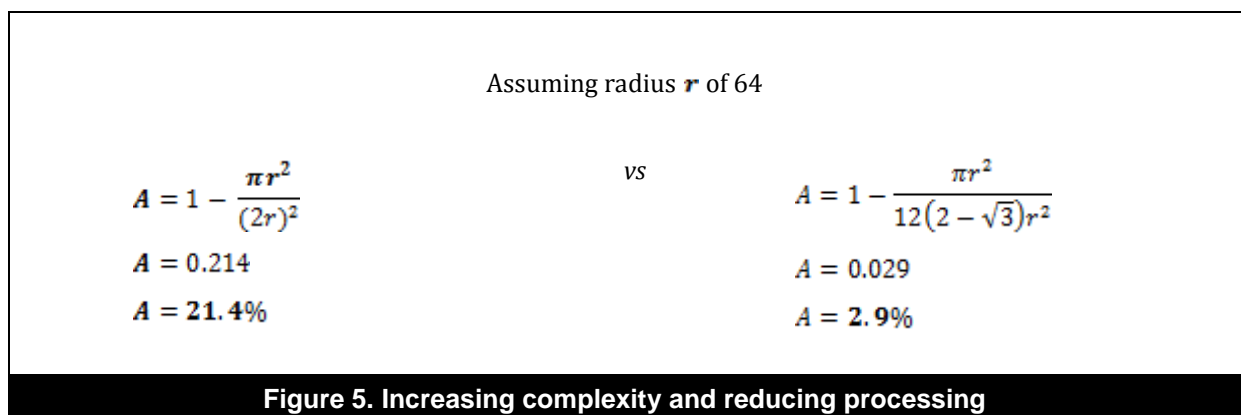 Assuming radius r of 64
A = 1 − πr²/(2r)²
vs
A = 1 − πr²/12(2 − √3)r²
A = 0.214
A = 0.029
A = 21.4%
A = 2.9%
Figure 5. Increasing complexity and reducing processing